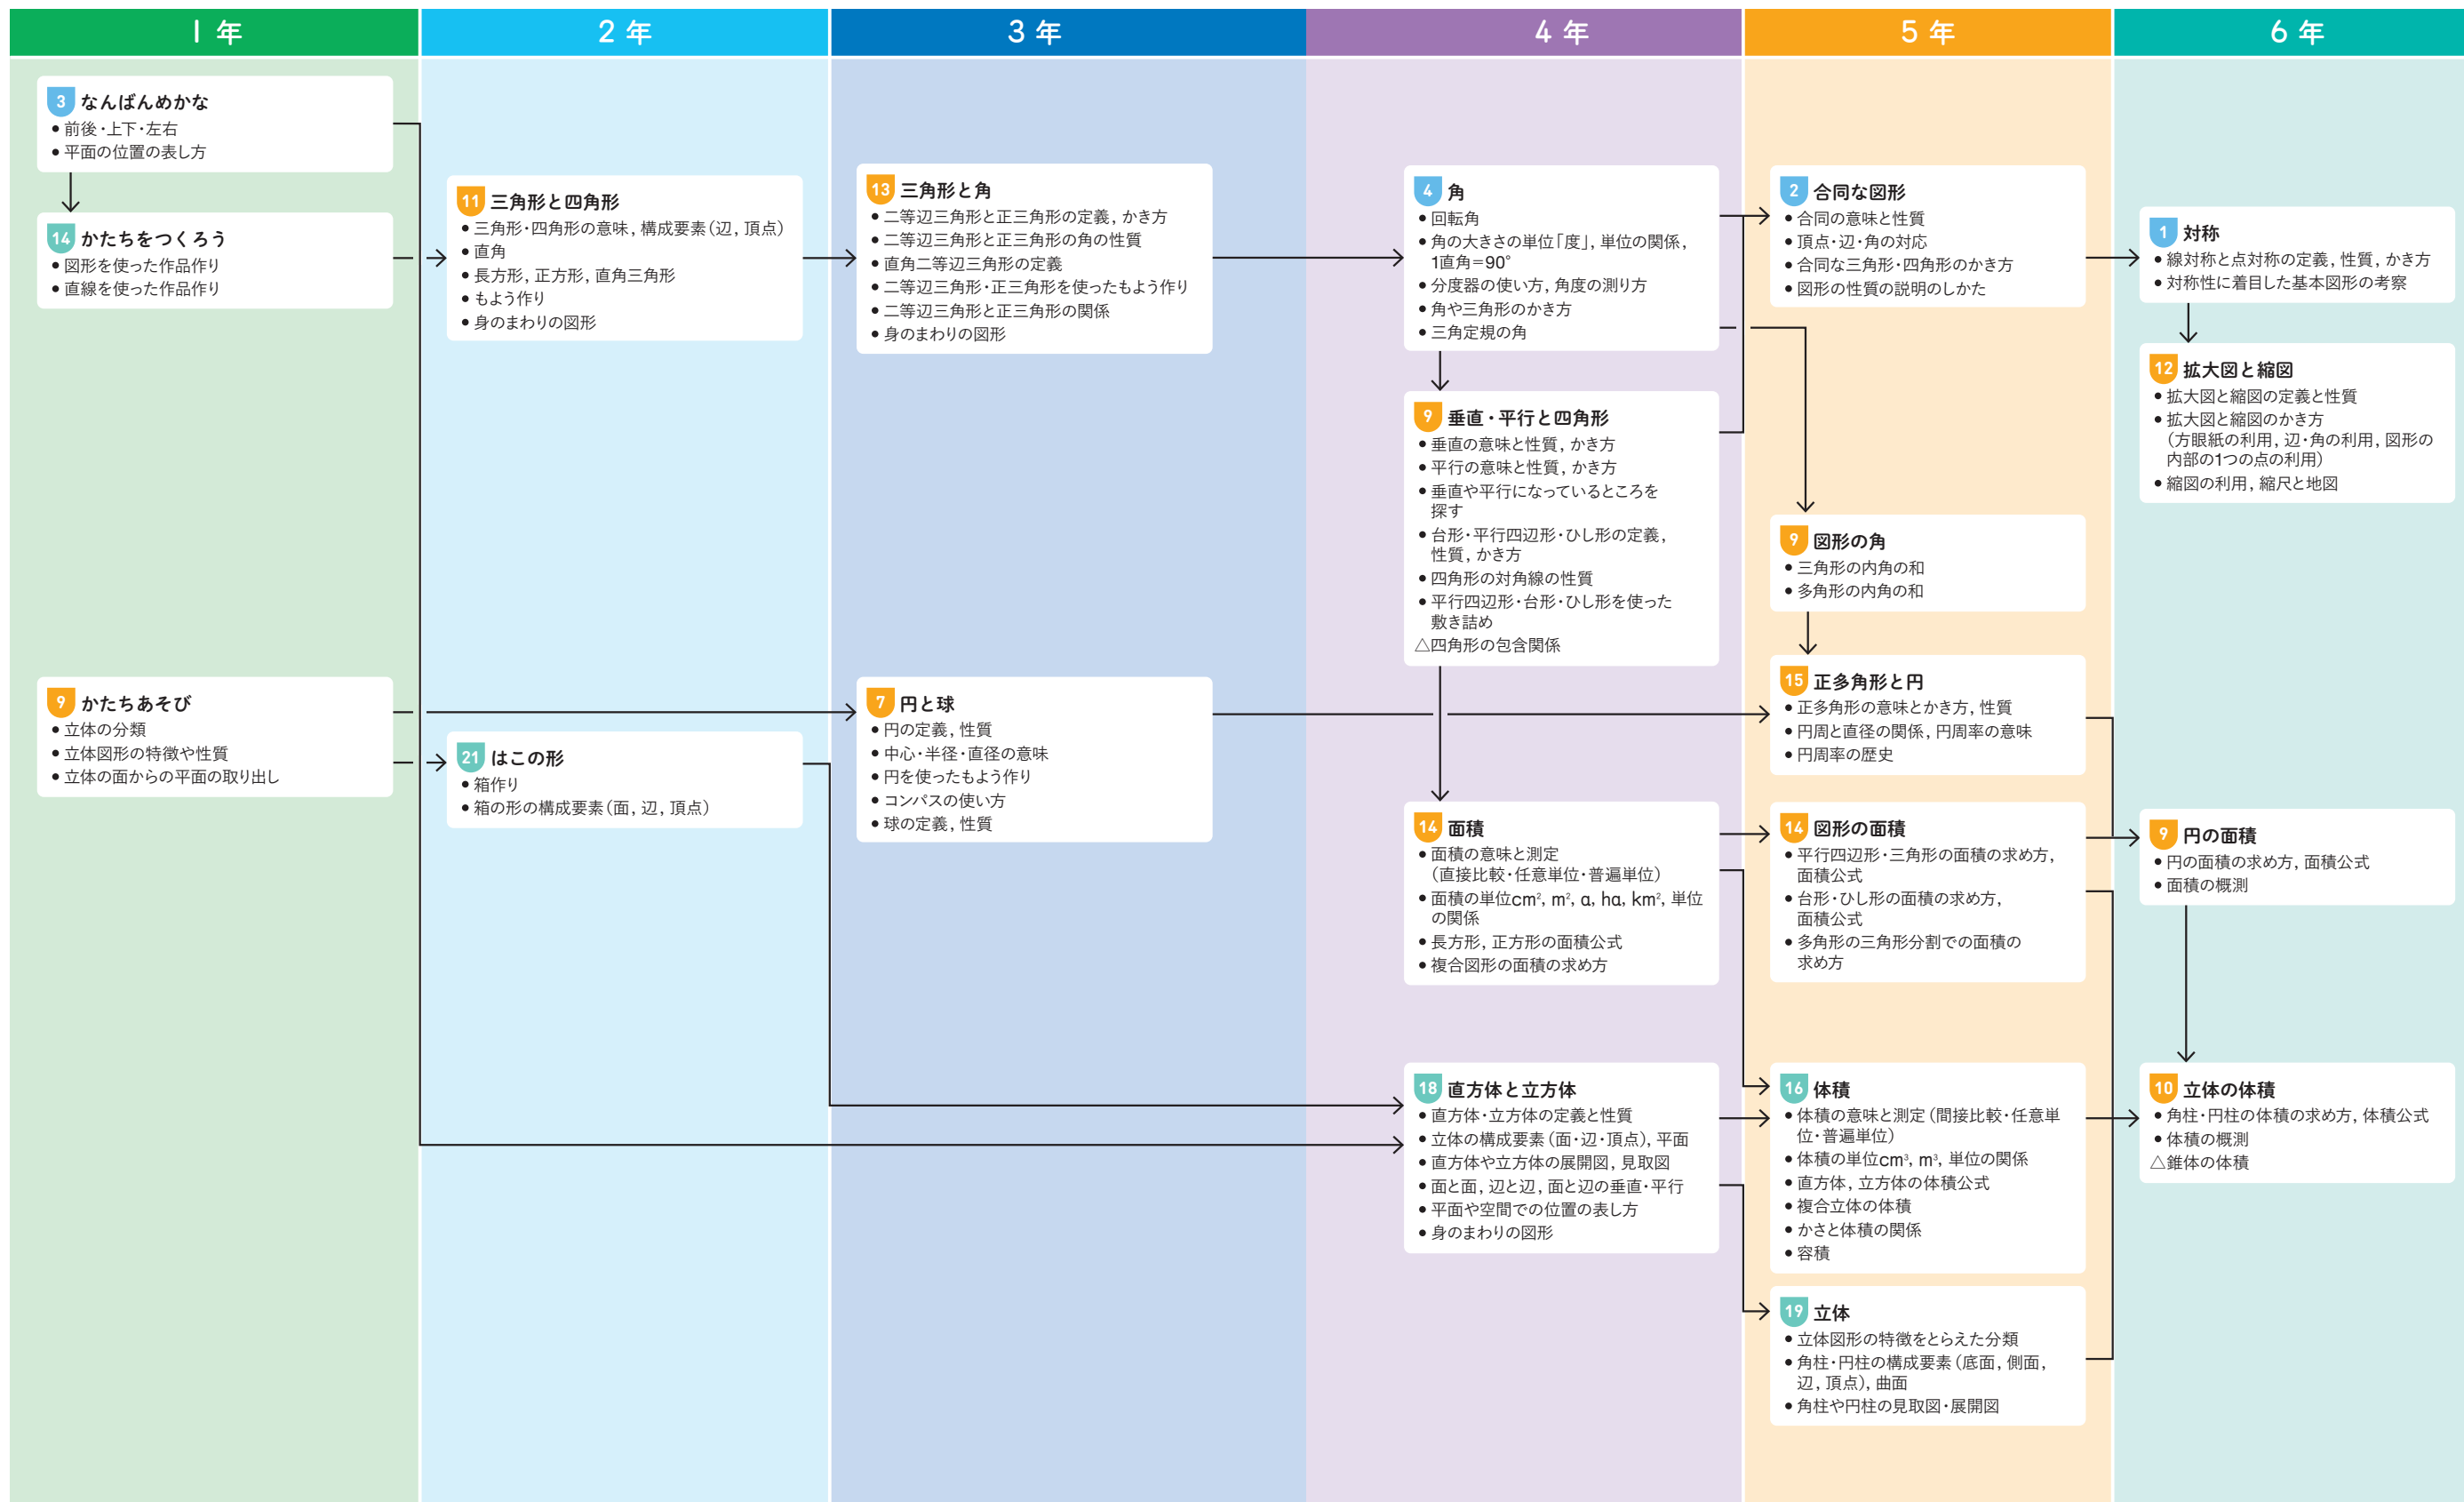 1 年
2 年
3 年
4 年
5 年
6 年
3 なんばんめかな
● 前後・上下・左右
● 平面の位置の表し方
14 かたちをつくろう
● 図形を使った作品作り
● 直線を使った作品作り
9 かたちあそび
● 立体の分類
● 立体図形の特徴や性質
● 立体の面からの平面の取り出し
11 三角形と四角形
● 三角形・四角形の意味，構成要素（辺，頂点）
● 直角
● 長方形，正方形，直角三角形
● もよう作り
● 身のまわりの図形
21 はこの形
● 箱作り
● 箱の形の構成要素（面，辺，頂点）
13 三角形と角
● 二等辺三角形と正三角形の定義，かき方
● 二等辺三角形と正三角形の角の性質
● 直角二等辺三角形の定義
● 二等辺三角形・正三角形を使ったもよう作り
● 二等辺三角形と正三角形の関係
● 身のまわりの図形
7 円と球
● 円の定義，性質
● 中心・半径・直径の意味
● 円を使ったもよう作り
● コンパスの使い方
● 球の定義，性質
4 角
● 回転角
● 角の大きさの単位「度」，単位の関係，
1直角＝90°
● 分度器の使い方，角度の測り方
● 角や三角形のかき方
● 三角定規の角
9 垂直・平行と四角形
● 垂直の意味と性質，かき方
● 平行の意味と性質，かき方
● 垂直や平行になっているところを
探す
● 台形・平行四辺形・ひし形の定義，
性質，かき方
● 四角形の対角線の性質
● 平行四辺形・台形・ひし形を使った
敷き詰め
△四角形の包含関係
14 面積
● 面積の意味と測定
（直接比較・任意単位・普遍単位）
● 面積の単位cm²，m²，a，ha，km²，単位
の関係
● 長方形，正方形の面積公式
● 複合図形の面積の求め方
18 直方体と立方体
● 直方体・立方体の定義と性質
● 立体の構成要素（面・辺・頂点），平面
● 直方体や立方体の展開図，見取図
● 面と面，辺と辺，面と辺の垂直・平行
● 平面や空間での位置の表し方
● 身のまわりの図形
2 合同な図形
● 合同の意味と性質
● 頂点・辺・角の対応
● 合同な三角形・四角形のかき方
● 図形の性質の説明のしかた
9 図形の角
● 三角形の内角の和
● 多角形の内角の和
15 正多角形と円
● 正多角形の意味とかき方，性質
● 円周と直径の関係，円周率の意味
● 円周率の歴史
14 図形の面積
● 平行四辺形・三角形の面積の求め方，
面積公式
● 台形・ひし形の面積の求め方，
面積公式
● 多角形の三角形分割での面積の
求め方
16 体積
● 体積の意味と測定（間接比較・任意単
位・普遍単位）
● 体積の単位cm³，m³，単位の関係
● 直方体，立方体の体積公式
● 複合立体の体積
● かさと体積の関係
● 容積
19 立体
● 立体図形の特徴をとらえた分類
● 角柱・円柱の構成要素（底面，側面，
辺，頂点），曲面
● 角柱や円柱の見取図・展開図
1 対称
● 線対称と点対称の定義，性質，かき方
● 対称性に着目した基本図形の考察
12 拡大図と縮図
● 拡大図と縮図の定義と性質
● 拡大図と縮図のかき方
（方眼紙の利用，辺・角の利用，図形の
内部の1つの点の利用）
● 縮図の利用，縮尺と地図
9 円の面積
● 円の面積の求め方，面積公式
● 面積の概測
10 立体の体積
● 角柱・円柱の体積の求め方，体積公式
● 体積の概測
△錐体の体積